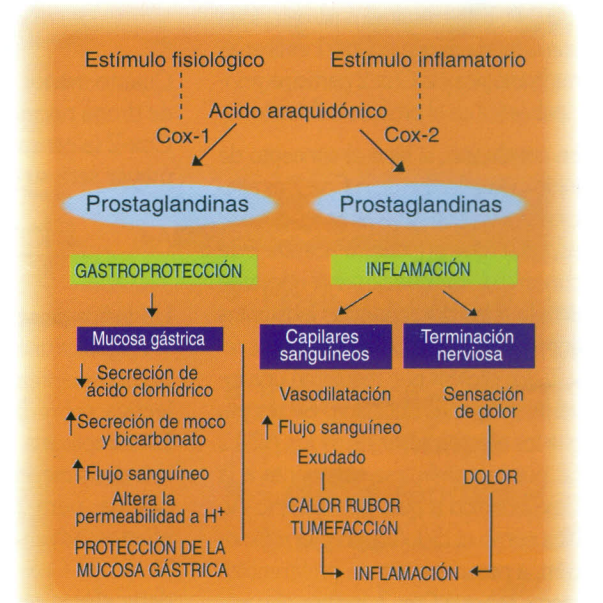 Estímulo fisiológico
Estímulo inflamatorio
Acido araquidónico
Cox-1
Cox-2
Prostaglandinas
Prostaglandinas
GASTROPROTECCIÓN
INFLAMACIÓN
Mucosa gástrica
Capilares
sanguíneos
Terminación
nerviosa
Secreción de
ácido clorhídrico
Secreción de moco
y bicarbonato
Flujo sanguíneo
Altera la
permeabilidad a H+
PROTECCIÓN DE LA
MUCOSA GÁSTRICA
Vasodilatación
Flujo sanguíneo
Exudado
CALOR RUBOR
TUMEFACCIóN
Sensación
de dolor
DOLOR
INFLAMACIÓN